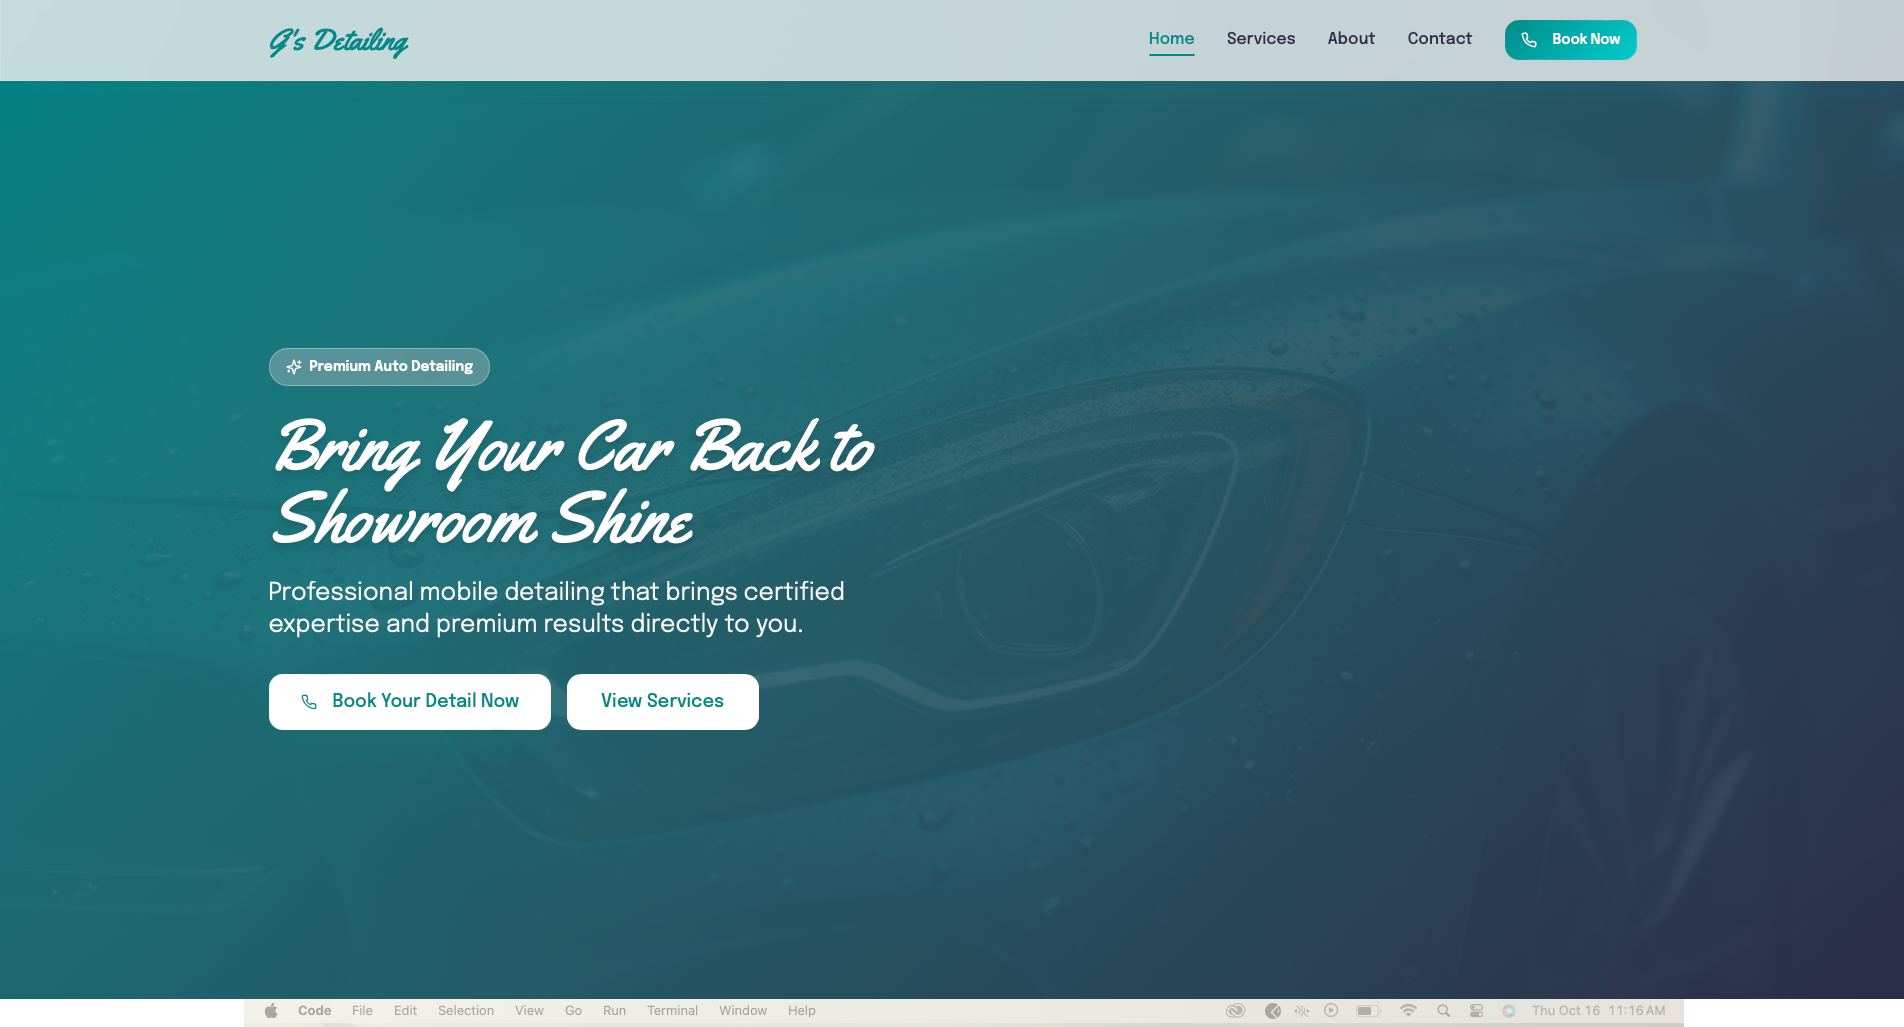 G's Detailing
Home Services About Contact Book Now
Premium Auto Detailing
Bring Your Car Back to
Showroom Shine
Professional mobile detailing that brings certified
expertise and premium results directly to you.
Book Your Detail Now View Services
Code File Edit Selection View Go Run Terminal Window Help Thu Oct 16 11:16 AM